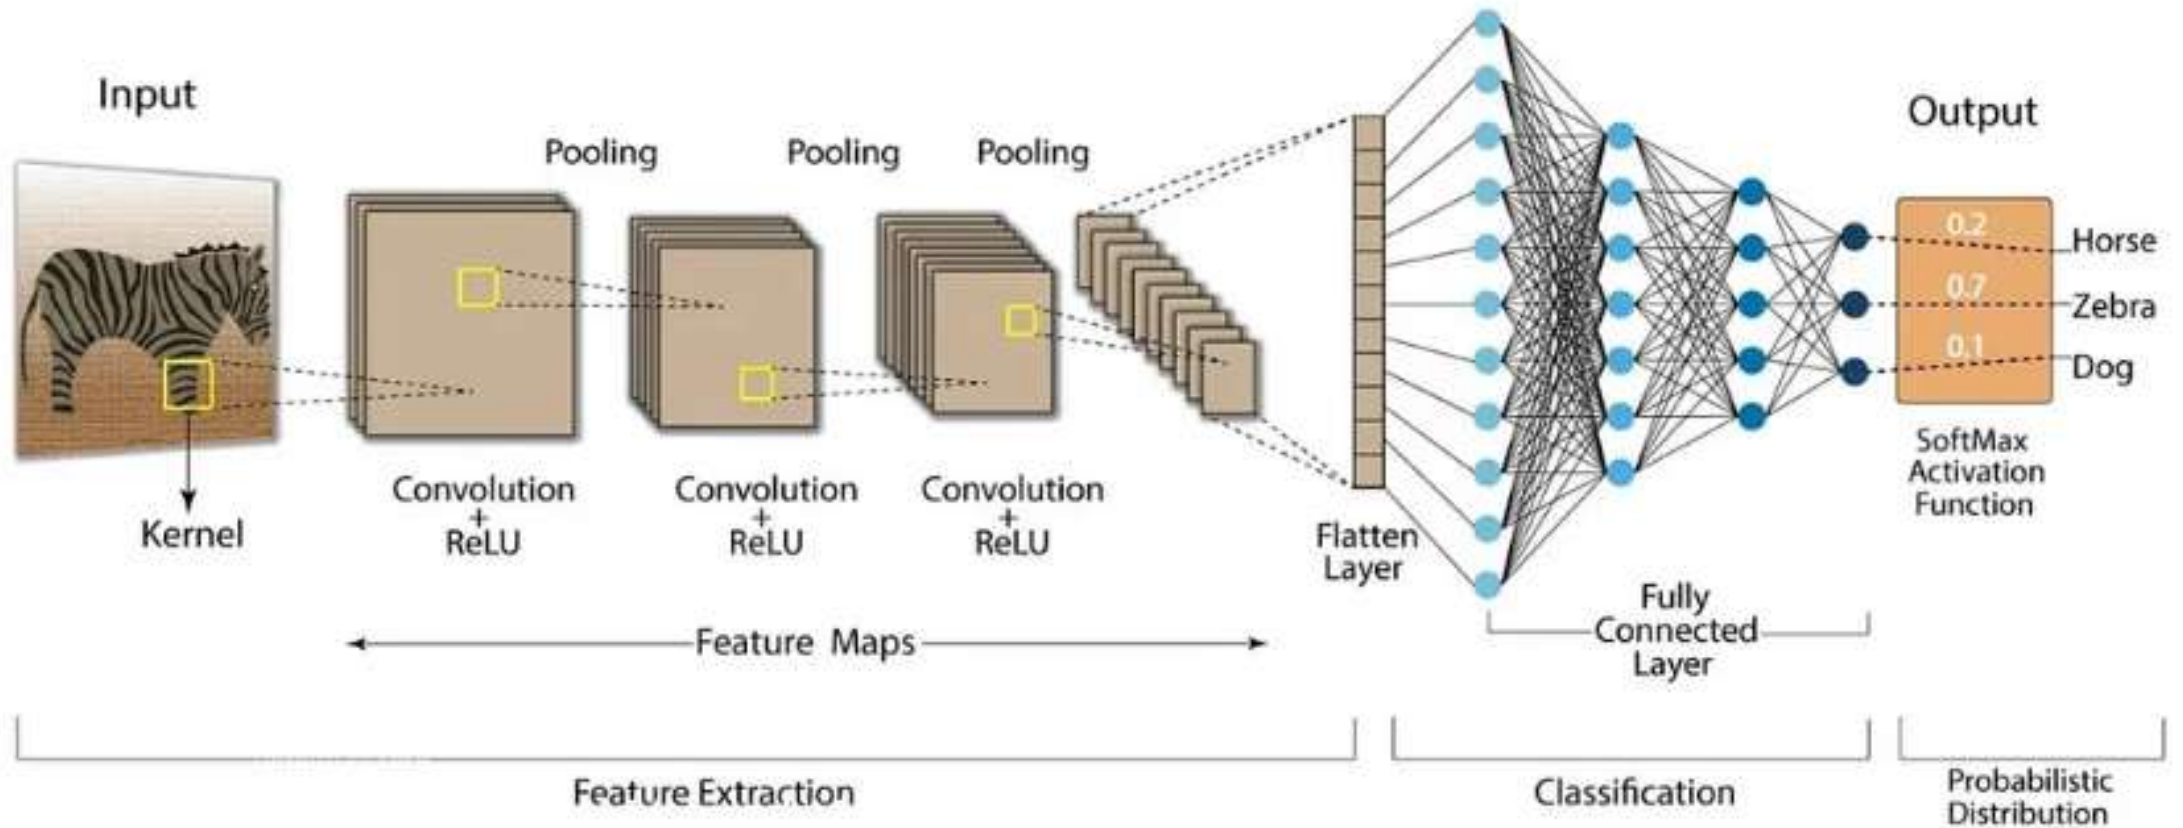 Input
Output
Pooling
Pooling
Pooling
0.2
Horse
0.7
Zebra
0.1
Dog
SoftMax
Activation
Function
Kernel
Convolution
+
ReLU
Convolution
+
ReLU
Convolution
+
ReLU
Flatten
Layer
Fully
Connected
Layer
Feature Maps
Feature Extraction
Classification
Probabilistic
Distribution